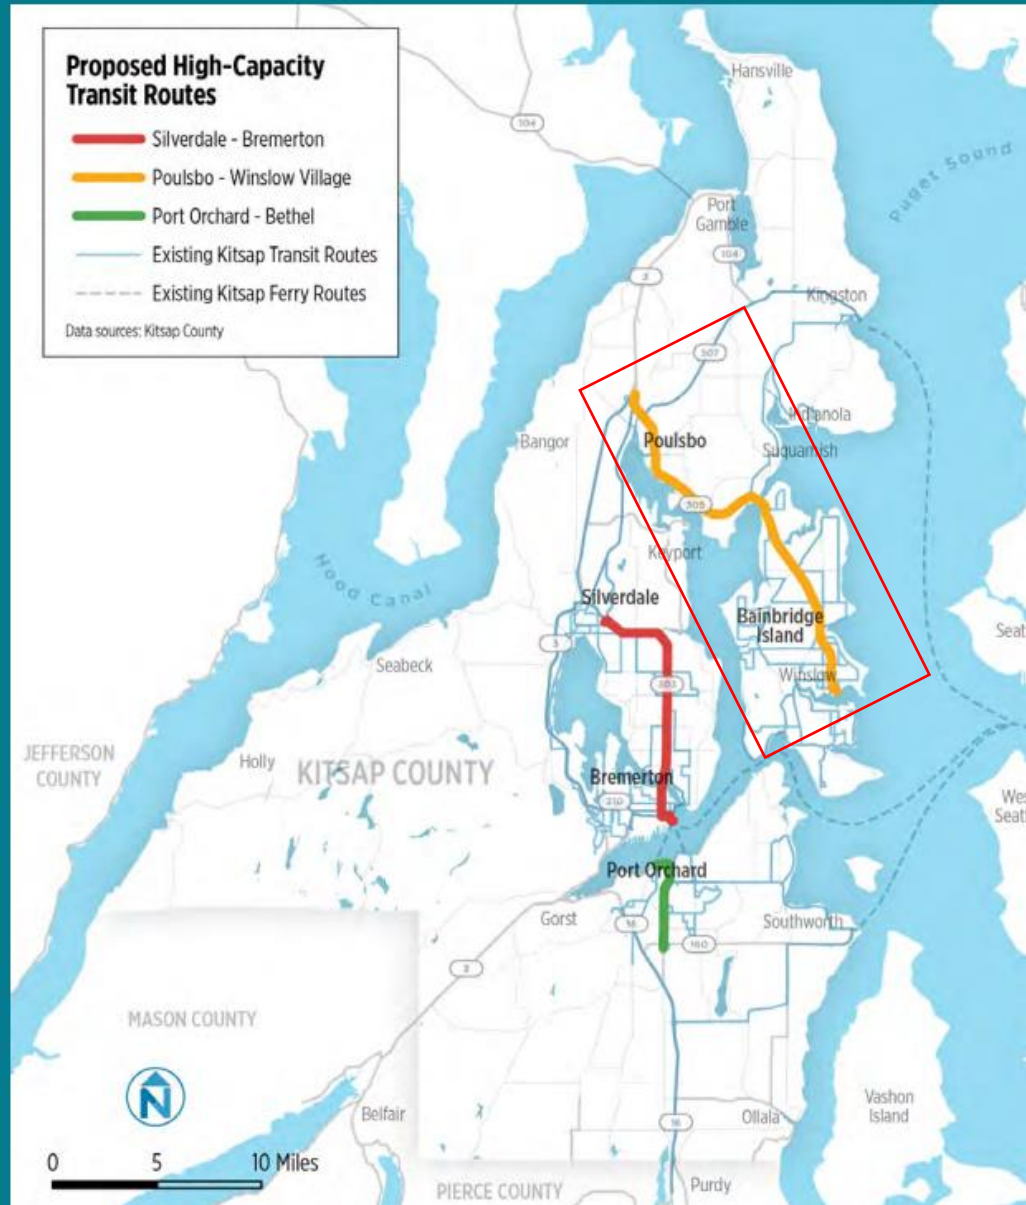 Proposed High-Capacity
Transit Routes
Silverdale - Bremerton
Poulsbo - Winslow Village
Port Orchard - Bethel
Existing Kitsap Transit Routes
Existing Kitsap Ferry Routes
Data sources: Kitsap County
Hansville
104
Puget Sound
Port
Gamble
104
3
Kingston
307
Indianola
Bangor
Poulsbo
Suquamish
305
Keyport
Hood Canal
Silverdale
Bainbridge
Island
Seat
3
Seabeck
Winslow
303
JEFFERSON
COUNTY
Holly
KITSAP COUNTY
Bremerton
310
Wes
Seat
Port Orchard
Gorst
16
Southworth
160
3
MASON COUNTY
N
Belfair
Vashon
Island
16
Ollala
0 5 10 Miles
PIERCE COUNTY
Purdy